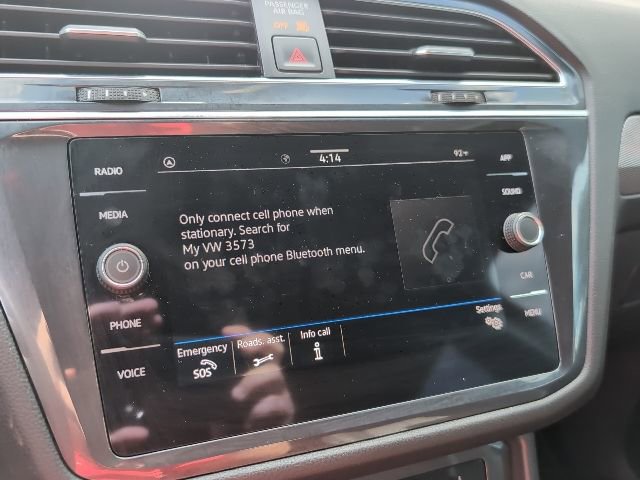 PASSENGER
AIR BAG
OFF
RADIO
4:14
92°F
APP
MEDIA
SOUND
Only connect cell phone when
stationary. Search for
My VW 3573
on your cell phone Bluetooth menu.
CAR
PHONE
Settings
MENU
Emergency
Roads. asst.
Info call
SOS
i
VOICE